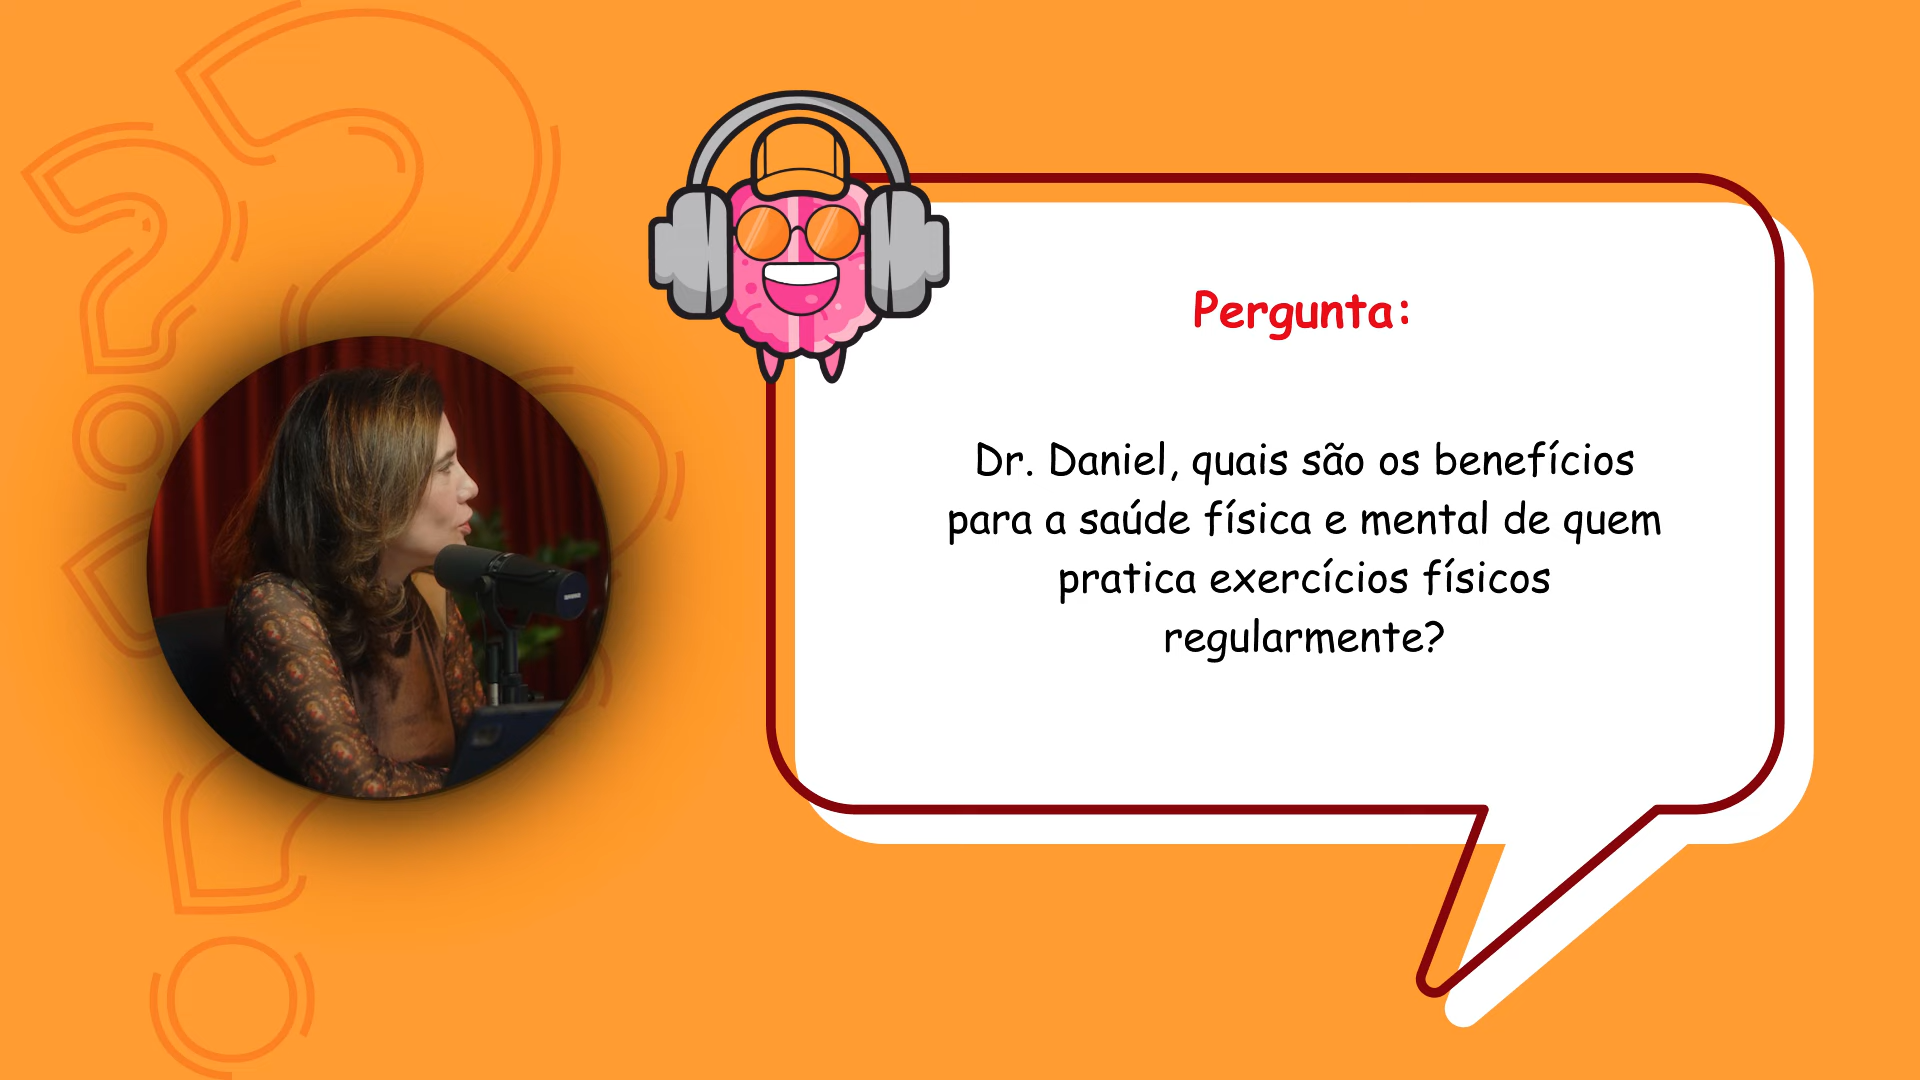 Pergunta:
Dr. Daniel, quais são os benefícios
para a saúde física e mental de quem
pratica exercícios físicos
regularmente?